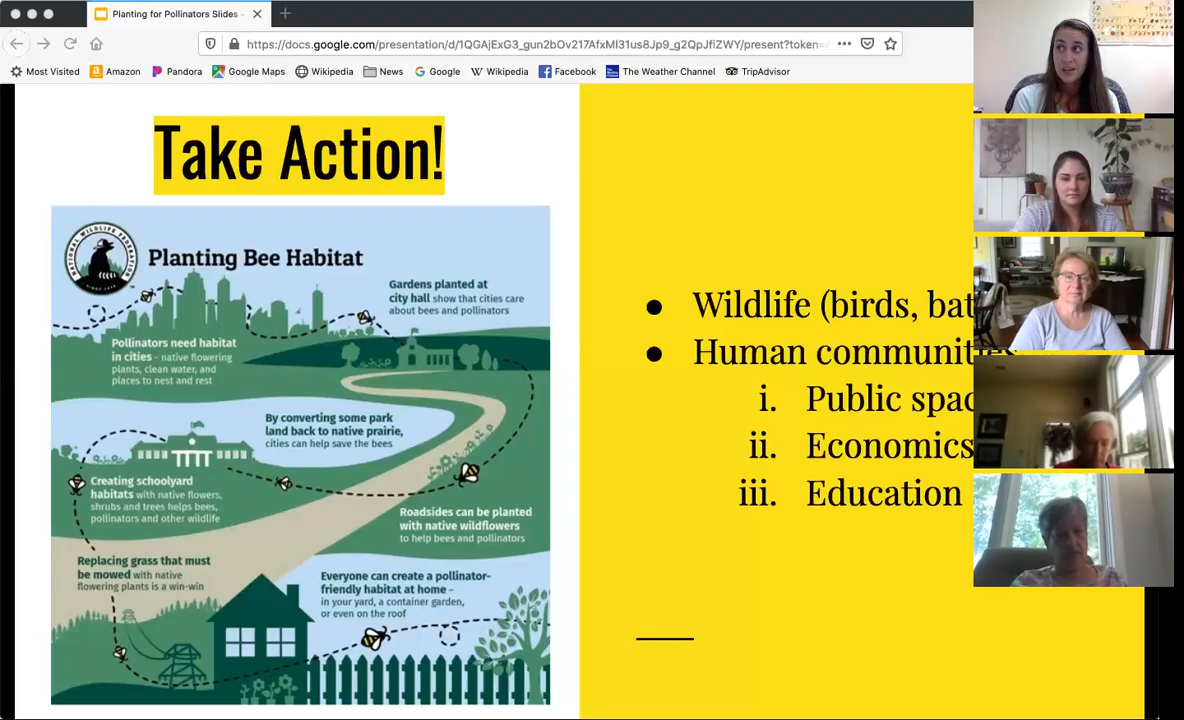 Planting for Pollinators Slides -
https://docs.google.com/presentation/d/1QGAjExG3_gun2bOv217AfxMl31us8Jp9_g2QpJfiZWY/present?token=
Most Visited Amazon Pandora Google Maps Wikipedia News Google Wikipedia Facebook The Weather Channel TripAdvisor
Take Action!
NATIONAL WILDLIFE FEDERATION
Planting Bee Habitat
Gardens planted at
city hall show that cities care
about bees and pollinators
Pollinators need habitat
in cities – native flowering
plants, clean water, and
places to nest and rest
By converting some park
land back to native prairie,
cities can help save the bees
Creating schoolyard
habitats with native flowers,
shrubs and trees helps bees,
pollinators and other wildlife
Roadsides can be planted
with native wildflowers
to help bees and pollinators
Replacing grass that must
be mowed with native
flowering plants is a win-win
Everyone can create a pollinator-
friendly habitat at home –
in your yard, a container garden,
or even on the roof
● Wildlife (birds, bat
● Human communities
i. Public spac
ii. Economics
iii. Education